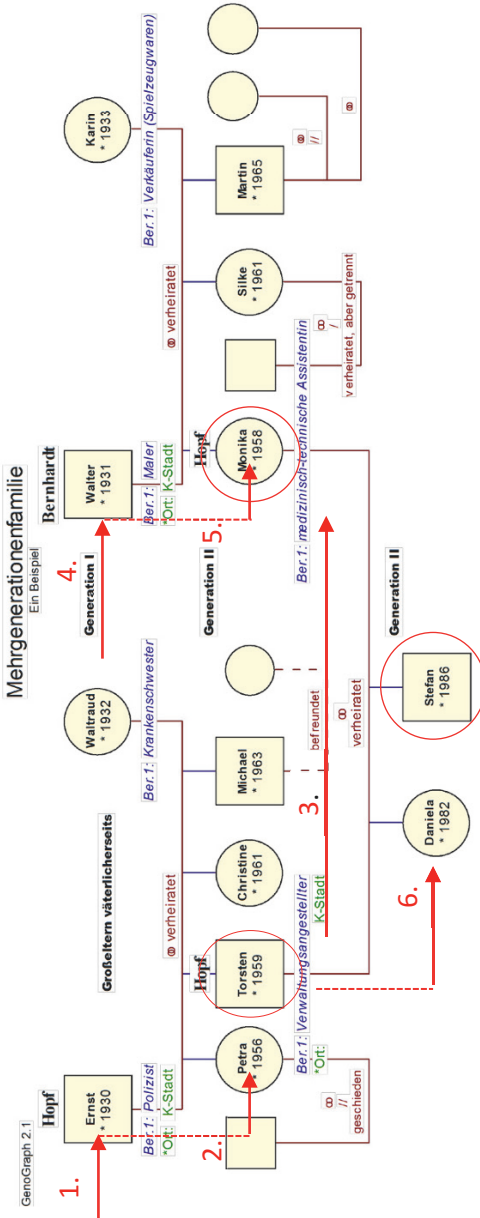 Mehrgenerationenfamilie
Ein Beispiel
GenoGraph 2.1
Hopf
Bernhardt
1.
4.
Ernst
* 1930
Waltraud
* 1932
Walter
* 1931
Karin
* 1933
Großeltern väterlicherseits
Generation I
Ber.1: Polizist
*Ort: K-Stadt
⚭ verheiratet
Ber.1: Krankenschwester
Ber.1: Maler
*Ort: K-Stadt
⚭ verheiratet
Ber.1: Verkäuferin (Spielzeugwaren)
2.
5.
Hopf
Generation II
Hopf
Petra
* 1956
Torsten
* 1959
Christine
* 1961
Michael
* 1963
Monika
* 1958
Silke
* 1961
Martin
* 1965
⚭
//
⚭
Ber.1: Verwaltungsangestellter
*Ort:
K-Stadt
3.
befreundet
Ber.1: medizinisch-technische Assistentin
⚭
//
geschieden
⚭
/
verheiratet, aber getrennt
⚭
verheiratet
Generation II
6.
Daniela
* 1982
Stefan
* 1986